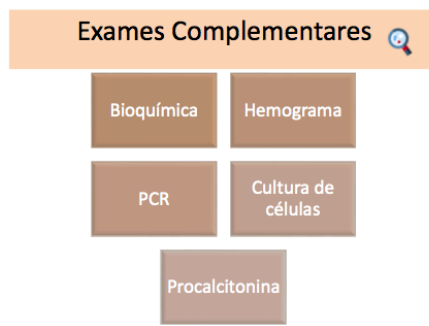 Exames Complementares
Bioquímica
Hemograma
PCR
Cultura de
células
Procalcitonina